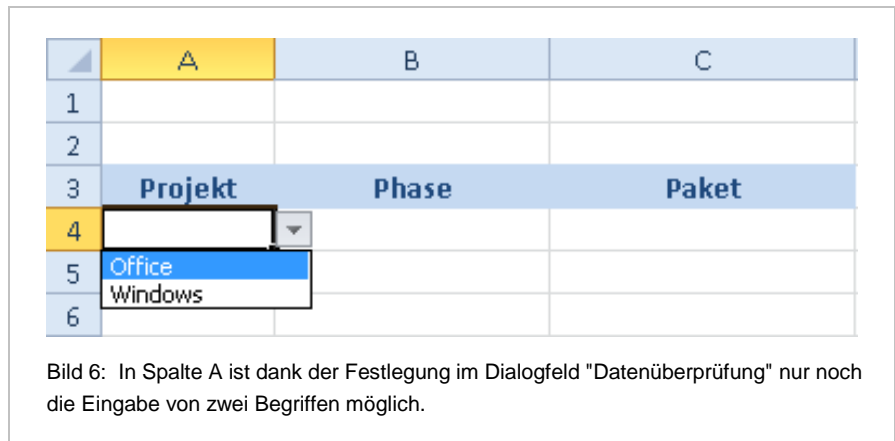 A B C
1
2
3 Projekt Phase Paket
4
5 Office
Windows
6
Bild 6: In Spalte A ist dank der Festlegung im Dialogfeld "Datenüberprüfung" nur noch
die Eingabe von zwei Begriffen möglich.